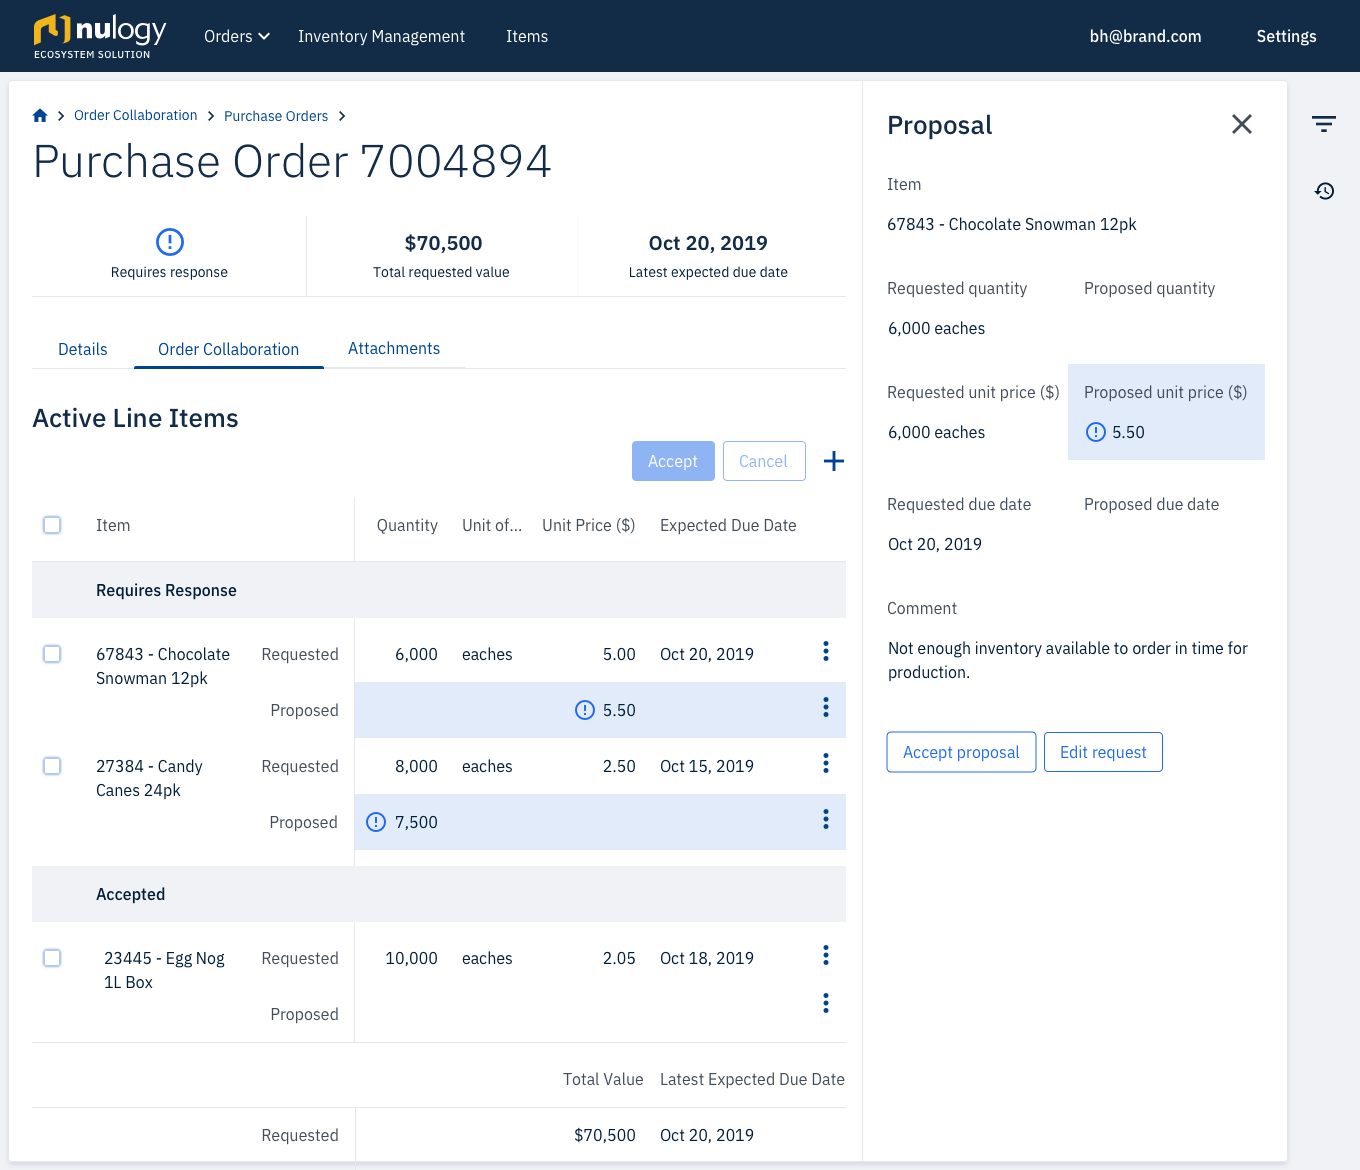 nulogy
ECOSYSTEM SOLUTION
Orders
Inventory Management
Items
bh@brand.com
Settings
Order Collaboration
Purchase Orders
Purchase Order 7004894
Requires response
$70,500
Total requested value
Oct 20, 2019
Latest expected due date
Details
Order Collaboration
Attachments
Active Line Items
Accept
Cancel
Item
Quantity
Unit of...
Unit Price ($)
Expected Due Date
Requires Response
67843 - Chocolate
Snowman 12pk
Requested
6,000
eaches
5.00
Oct 20, 2019
Proposed
5.50
27384 - Candy
Canes 24pk
Requested
8,000
eaches
2.50
Oct 15, 2019
Proposed
7,500
Accepted
23445 - Egg Nog
1L Box
Requested
10,000
eaches
2.05
Oct 18, 2019
Proposed
Total Value
Latest Expected Due Date
Requested
$70,500
Oct 20, 2019
Proposal
Item
67843 - Chocolate Snowman 12pk
Requested quantity
Proposed quantity
6,000 eaches
Requested unit price ($)
Proposed unit price ($)
6,000 eaches
5.50
Requested due date
Proposed due date
Oct 20, 2019
Comment
Not enough inventory available to order in time for
production.
Accept proposal
Edit request